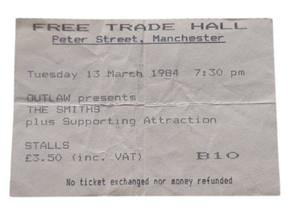 FREE TRADE HALL
Peter Street, Manchester
Tuesday 13 March 1984 7:30 pm
OUTLAW presents
THE SMITHS
plus Supporting Attraction
STALLS
£3.50 (inc. VAT) B10
No ticket exchanged nor money refunded